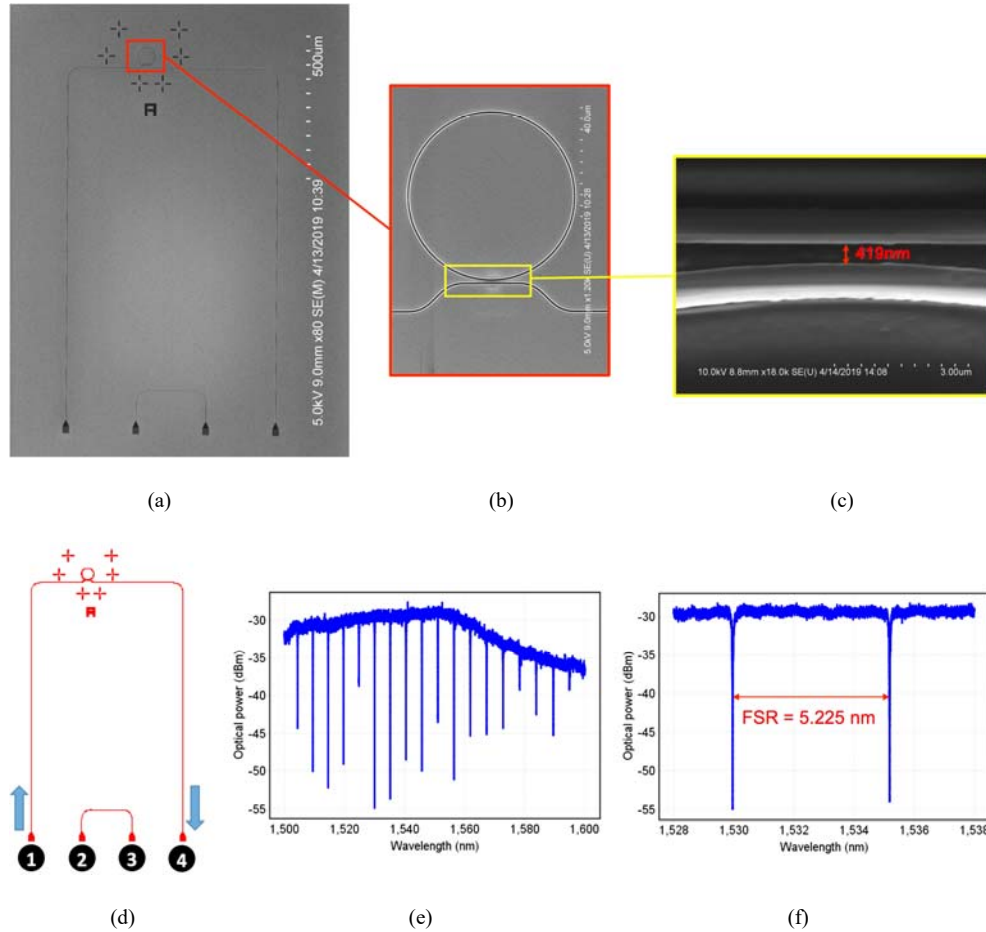 500um
5.0kV 9.0mm x80 SE(M) 4/13/2019 10:39
R
40.0um
5.0kV 9.0mm x1.20k SE(U) 4/13/2019 10:28
419nm
10.0kV 8.8mm x18.0k SE(U) 4/14/2019 14:08 3.00um
(a) (b) (c)
R
1 2 3 4
-30
-35
-40
-45
-50
-55
Optical power (dBm)
1,500 1,520 1,540 1,560 1,580 1,600
Wavelength (nm)
-30
-35
-40
-45
-50
-55
Optical power (dBm)
FSR = 5.225 nm
1,528 1,530 1,532 1,534 1,536 1,538
Wavelength (nm)
(d) (e) (f)